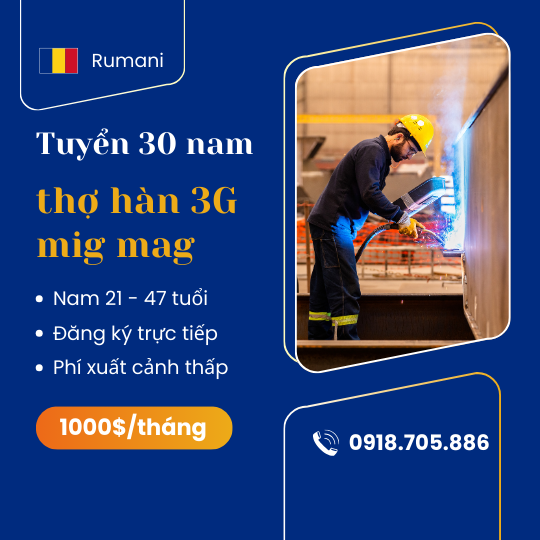 Rumani
Tuyển 30 nam
thợ hàn 3G
mig mag
Nam 21 - 47 tuổi
Đăng ký trực tiếp
Phí xuất cảnh thấp
1000$/tháng
0918.705.886